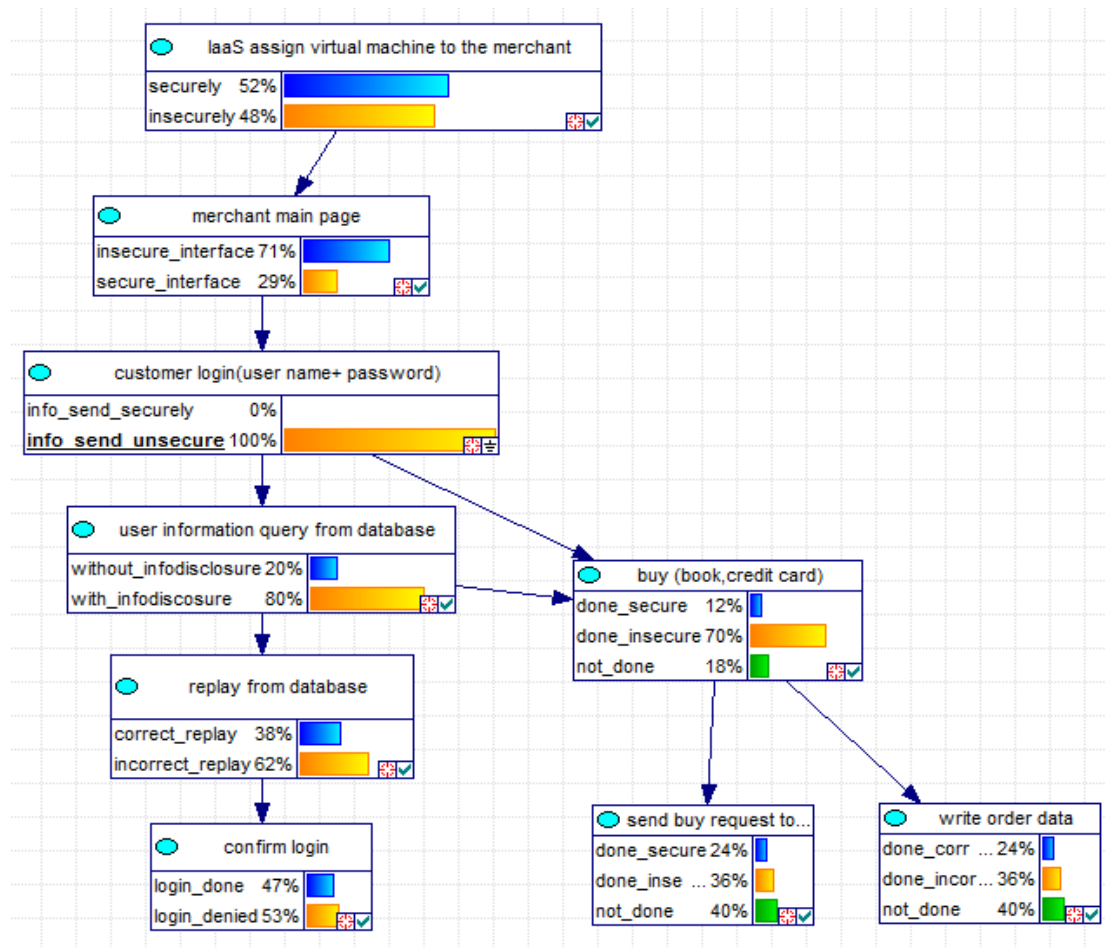 IaaS assign virtual machine to the merchant
securely 52%
insecurely 48%
merchant main page
insecure_interface 71%
secure_interface 29%
customer login(user name+ password)
info_send_securely 0%
info_send_unsecure 100%
user information query from database
without_infodisclosure 20%
with_infodiscosure 80%
buy (book,credit card)
done_secure 12%
done_insecure 70%
not_done 18%
replay from database
correct_replay 38%
incorrect_replay 62%
confirm login
login_done 47%
login_denied 53%
send buy request to...
done_secure 24%
done_inse ... 36%
not_done 40%
write order data
done_corr ... 24%
done_incor... 36%
not_done 40%